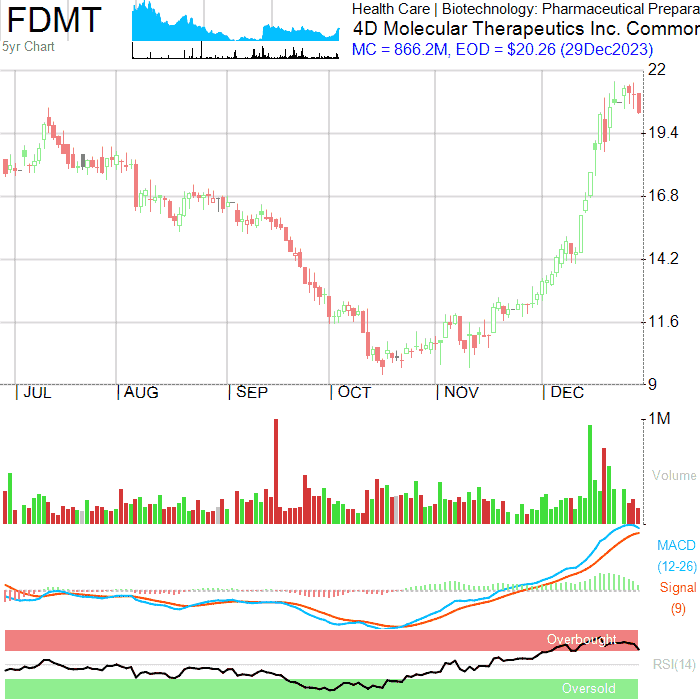 FDMT
5yr Chart
Health Care | Biotechnology: Pharmaceutical Prepara
4D Molecular Therapeutics Inc. Common
MC = 866.2M, EOD = $20.26 (29Dec2023)
22
19.4
16.8
14.2
11.6
9
|JUL |AUG |SEP |OCT |NOV |DEC
1M
Volume
MACD
(12-26)
Signal
(9)
Overbought
RSI(14)
Oversold